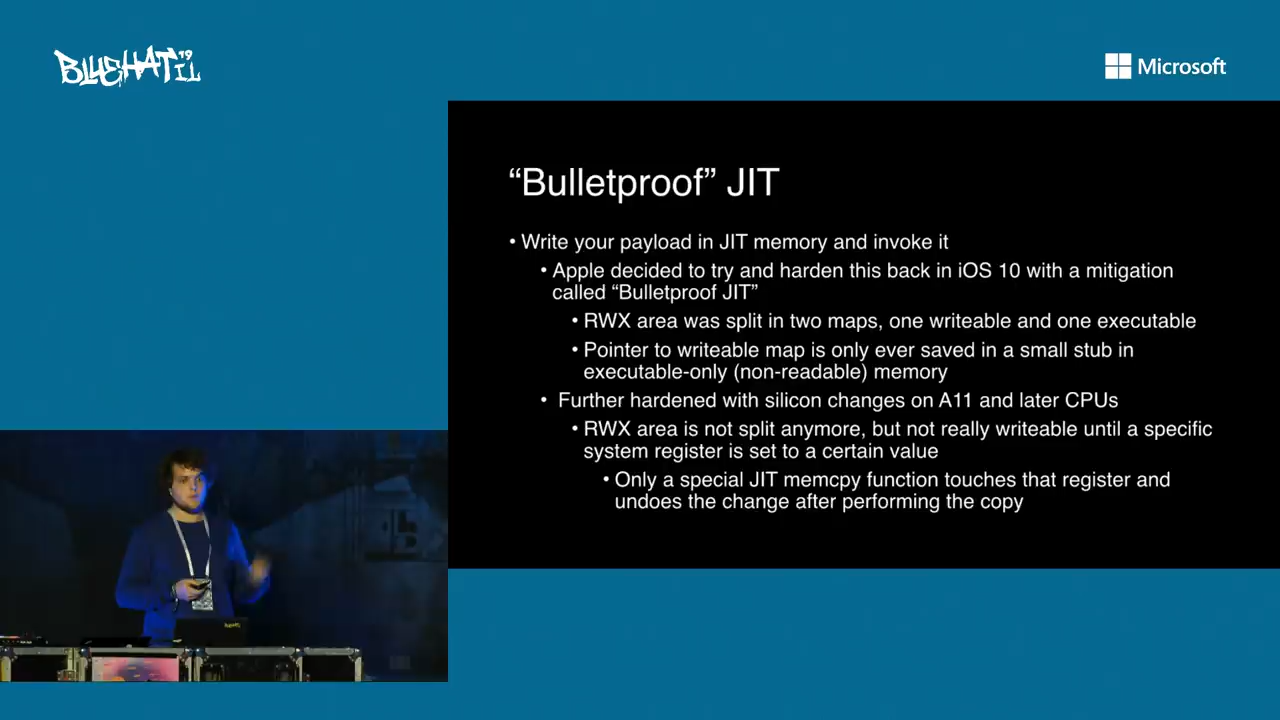 BLUEHAT IL 19
Microsoft
“Bulletproof” JIT
• Write your payload in JIT memory and invoke it
• Apple decided to try and harden this back in iOS 10 with a mitigation
called “Bulletproof JIT”
• RWX area was split in two maps, one writeable and one executable
• Pointer to writeable map is only ever saved in a small stub in
executable-only (non-readable) memory
• Further hardened with silicon changes on A11 and later CPUs
• RWX area is not split anymore, but not really writeable until a specific
system register is set to a certain value
• Only a special JIT memcpy function touches that register and
undoes the change after performing the copy